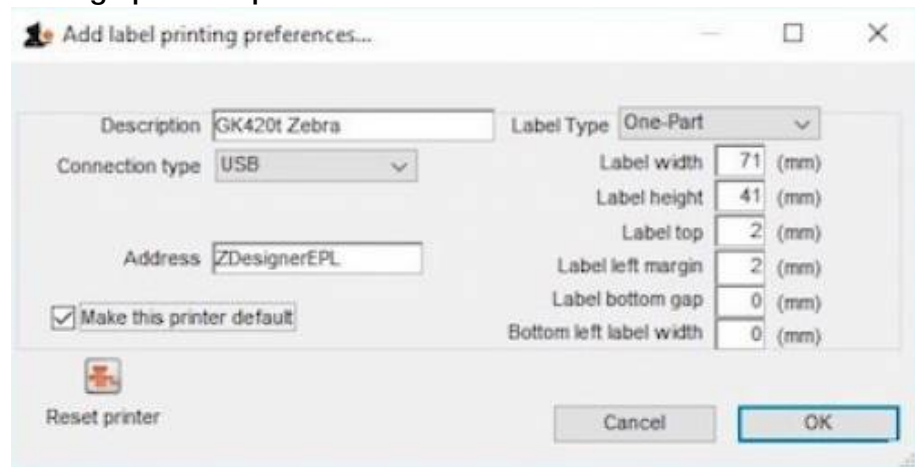 Add label printing preferences...
Description GK420t Zebra
Label Type One-Part
Connection type USB
Label width 71 (mm)
Label height 41 (mm)
Label top 2 (mm)
Address ZDesignerEPL
Label left margin 2 (mm)
Label bottom gap 0 (mm)
Make this printer default
Bottom left label width 0 (mm)
Reset printer
Cancel
OK